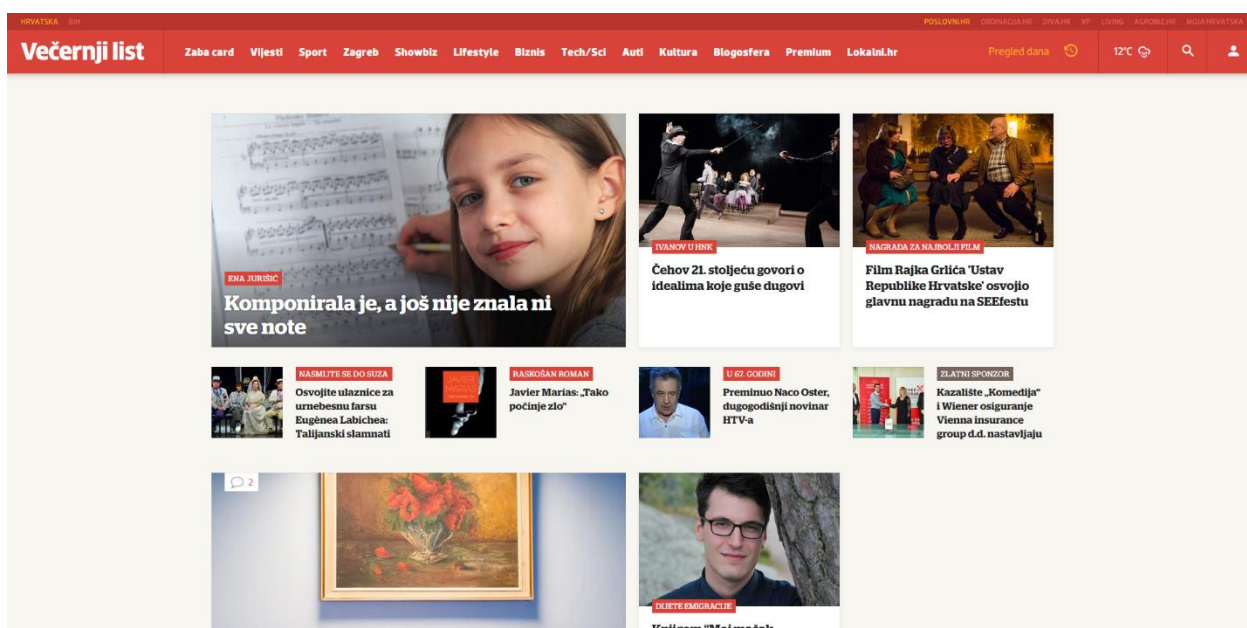 HRVATSKA BIH
POSLOVNI.HR ORDINACIJA.HR DIVA.HR VP LIVING AGROBIZ.HR MOJA HRVATSKA
Večernji list
Zaba card Vijesti Sport Zagreb Showbiz Lifestyle Biznis Tech/Sci Auti Kultura Blogosfera Premium Lokalni.hr
Pregled dana
12°C
ENA JURIŠIĆ
Komponirala je, a još nije znala ni
sve note
IVANOV U HNK
Čehov 21. stoljeću govori o
idealima koje guše dugovi
NAGRADA ZA NAJBOLJI FILM
Film Rajka Grlića 'Ustav
Republike Hrvatske' osvojio
glavnu nagradu na SEEfestu
NASMIJTE SE DO SUZA
Osvojite ulaznice za
urnebesnu farsu
Eugènea Labichea:
Talijanski slamnati
JAVIER
MARÍAS
RASKOŠAN ROMAN
Javier Marías: „Tako
počinje zlo“
U 67. GODINI
Preminuo Naco Oster,
dugogodišnji novinar
HTV-a
ZLATNI SPONZOR
Kazalište „Komedija“
i Wiener osiguranje
Vienna insurance
group d.d. nastavljaju
2
DIJETE EMIGRACIJE